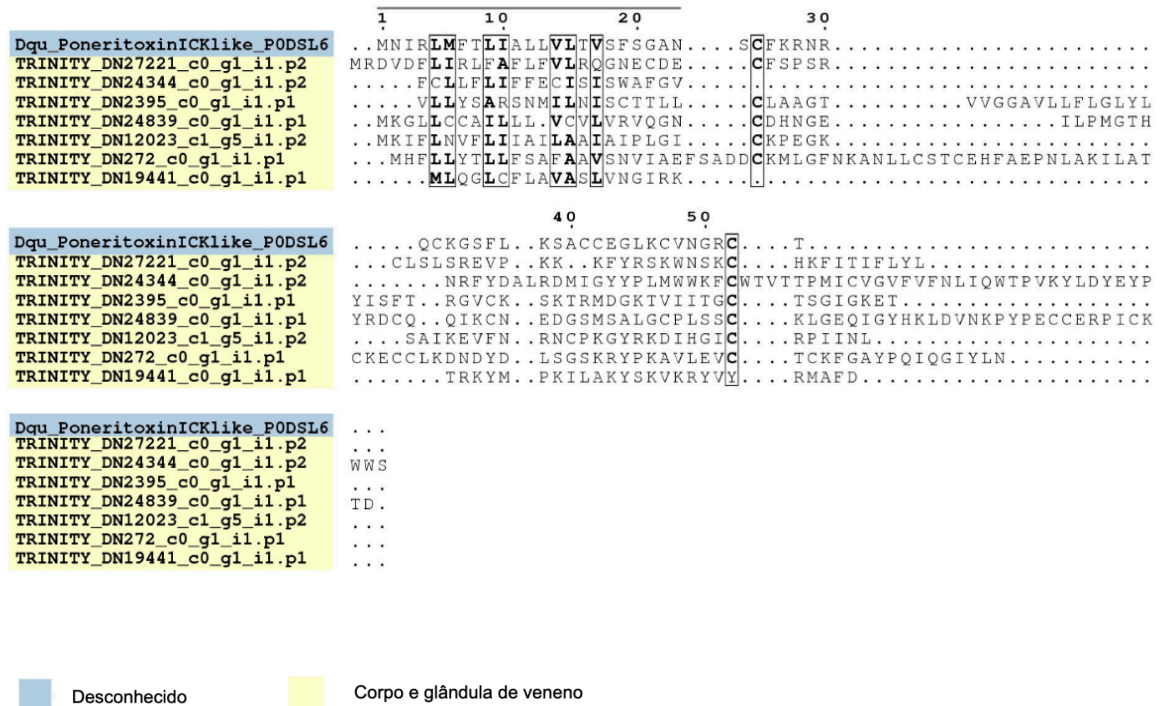 1 10 20 30
Dqu_PoneritoxinICKlike_P0DSL6 ..MNIRLMFTLIALLVLTVSFSGAN....SCFKRNR........................
TRINITY_DN27221_c0_g1_i1.p2 MRDVDFLIRLFAFLFVLRQGNECDE.....CFSPSR........................
TRINITY_DN24344_c0_g1_i1.p2 .....FCLLFLIFFECISISWAFGV...................................
TRINITY_DN2395_c0_g1_i1.p1 .....VLLYSARSNMILNISCTTLL.....CLAAGT..........VVGGAVLLFLGLYL
TRINITY_DN24839_c0_g1_i1.p1 ..MKGLLCCAILLL.VCVLVRVQGN.....CDHNGE.................ILPMGTH
TRINITY_DN12023_c1_g5_i1.p2 ..MKIFLNVFLIIAILAAIAIPLGI.....CKPEGK........................
TRINITY_DN272_c0_g1_i1.p1 ...MHFLLYTLLFSAFAAVSNVIAEFSADDCKMLGFNKANLLCSTCEHFAEPNLAKILAT
TRINITY_DN19441_c0_g1_i1.p1 ......MLQGLCFLAVASLVNGIRK...................................
40 50
Dqu_PoneritoxinICKlike_P0DSL6 .....QCKGSFL..KSACCEGLKCVNGRC....T..........................
TRINITY_DN27221_c0_g1_i1.p2 ...CLSLSREVP..KK..KFYRSKWNSKC....HKFITIFLYL.................
TRINITY_DN24344_c0_g1_i1.p2 .......NRFYDALRDMIGYYPLMWWKFCWTVTTPMICVGVFVFNLIQWTPVKYLDYEYP
TRINITY_DN2395_c0_g1_i1.p1 YISFT..RGVCK..SKTRMDGKTVIITGC....TSGIGKET...................
TRINITY_DN24839_c0_g1_i1.p1 YRDCQ..QIKCN..EDGSMSALGCPLSSC....KLGEQIGYHKLDVNKPYPECCERPICK
TRINITY_DN12023_c1_g5_i1.p2 ....SAIKEVFN..RNCPKGYRKDIHGIC....RPIINL.....................
TRINITY_DN272_c0_g1_i1.p1 CKECCLKDNDYD..LSGSKRYPKAVLEVC....TCKFGAYPQIQGIYLN...........
TRINITY_DN19441_c0_g1_i1.p1 .......TRKYM..PKILAKYSKVKRYVY....RMAFD......................
Dqu_PoneritoxinICKlike_P0DSL6 ...
TRINITY_DN27221_c0_g1_i1.p2 ...
TRINITY_DN24344_c0_g1_i1.p2 WWS
TRINITY_DN2395_c0_g1_i1.p1 ...
TRINITY_DN24839_c0_g1_i1.p1 TD.
TRINITY_DN12023_c1_g5_i1.p2 ...
TRINITY_DN272_c0_g1_i1.p1 ...
TRINITY_DN19441_c0_g1_i1.p1 ...
Desconhecido Corpo e glândula de veneno